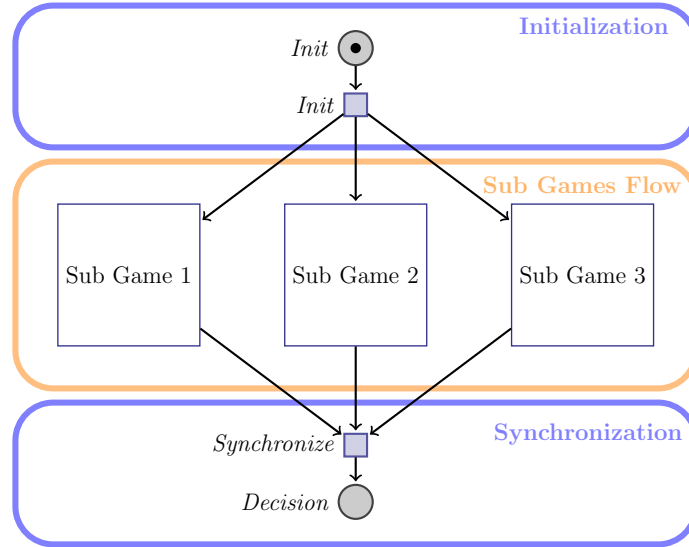 Initialization
Init
Init
Sub Games Flow
Sub Game 1
Sub Game 2
Sub Game 3
Synchronization
Synchronize
Decision